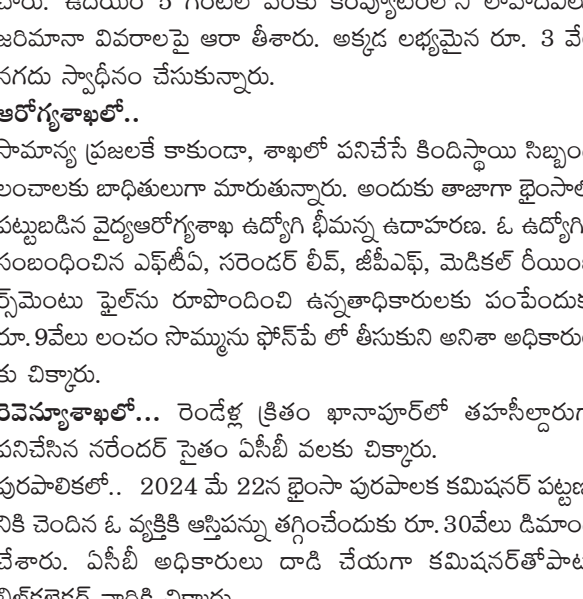 చారు. ఉదయం 5 గంటల వరకు కంప్యూటర్‌లోని లావాదేవీలు
జరిమానా వివరాలపై ఆరా తీశారు. అక్కడ లభ్యమైన రూ. 3 వే
నగదు స్వాధీనం చేసుకున్నారు.
ఆరోగ్యశాఖలో..
సామాన్య ప్రజలకే కాకుండా, శాఖలో పనిచేసే కిందిస్థాయి సిబ్బం
లంచాలకు బాధితులుగా మారుతున్నారు. అందుకు తాజాగా భైంసాలో
పట్టుబడిన వైద్యఆరోగ్యశాఖ ఉద్యోగి భీమన్న ఉదాహరణ. ఓ ఉద్యోగి
సంబంధించిన ఎఫ్‌టీఏ, సరెండర్ లీవ్, జీపీఎఫ్, మెడికల్ రీయిం
ర్స్‌మెంటు ఫైల్‌ను రూపొందించి ఉన్నతాధికారులకు పంపేందుకు
రూ.9వేలు లంచం సొమ్మును ఫోన్‌పే లో తీసుకుని అనిశా అధికారుల
కు చిక్కారు.
రెవెన్యూశాఖలో... రెండేళ్ల క్రితం ఖానాపూర్‌లో తహసీల్దారుగా
పనిచేసిన నరేందర్ సైతం ఏసీబీ వలకు చిక్కారు.
పురపాలికలో.. 2024 మే 22న భైంసా పురపాలక కమిషనర్ పట్టణా
నికి చెందిన ఓ వ్యక్తికి ఆస్తిపన్ను తగ్గించేందుకు రూ.30వేలు డిమాం
చేశారు. ఏసీబీ అధికారులు దాడి చేయగా కమిషనర్‌తోపాటు
వారికి చిక్కారు.